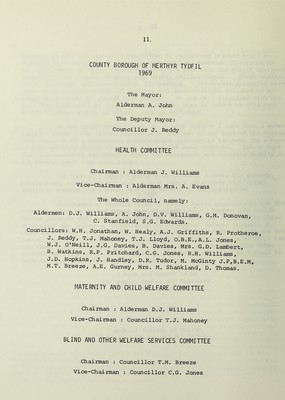 11.
COUNTY BOROUGH OF MERTHYR TYDFIL
1969
The Mayor:
Alderman A. John
The Deputy Mayor:
Councillor J. Reddy
HEALTH COMMITTEE
Chairman : Alderman J. Williams
Vice-Chairman : Alderman Mrs. A. Evans
The Whole Council, namely:
Aldermen: D.J. Williams, A. John, D.V. Williams, G.M. Donovan,
C. Stanfield, S.G. Edwards.
Councillors: W.H. Jonathan, W. Healy, A.J. Griffiths, R. Protheroe,
J. Reddy, T.J. Mahoney, T.J. Lloyd, O.B.E., A.L. Jones,
W.J. O'Neill, J.G. Davies, B. Davies, Mrs. G.D. Lambert,
B. Watkins, R.P. Pritchard, C.G. Jones, R.H. Williams,
J.D. Hopkins, J. Handley, D.R. Tudor, M. McGinty J.P,B.E.M,
M.T. Breeze, A.E. Gurney, Mrs. M. Shankland, D. Thomas.
MATERNITY AND CHILD WELFARE COMMITTEE
Chairman : Alderman D.J. Williams
Vice-Chairman : Councillor T.J. Mahoney
BLIND AND OTHER WELFARE SERVICES COMMITTEE
Chairman : Councillor T.M. Breeze
Vice-Chairman : Councillor C.G. Jones